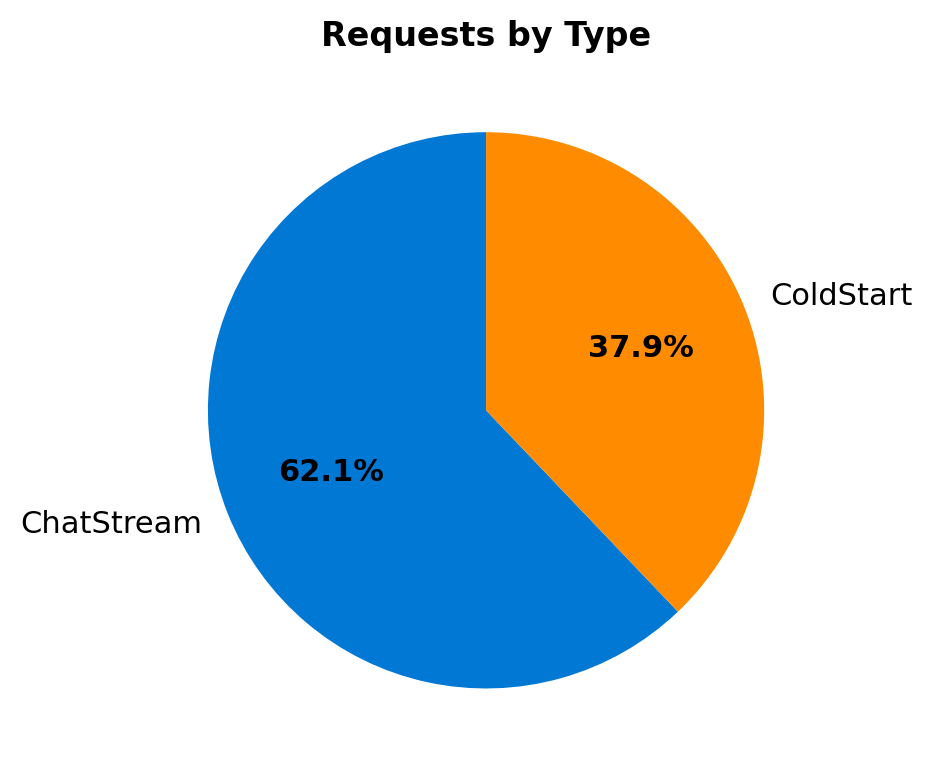 Requests by Type
ColdStart
37.9%
62.1%
ChatStream